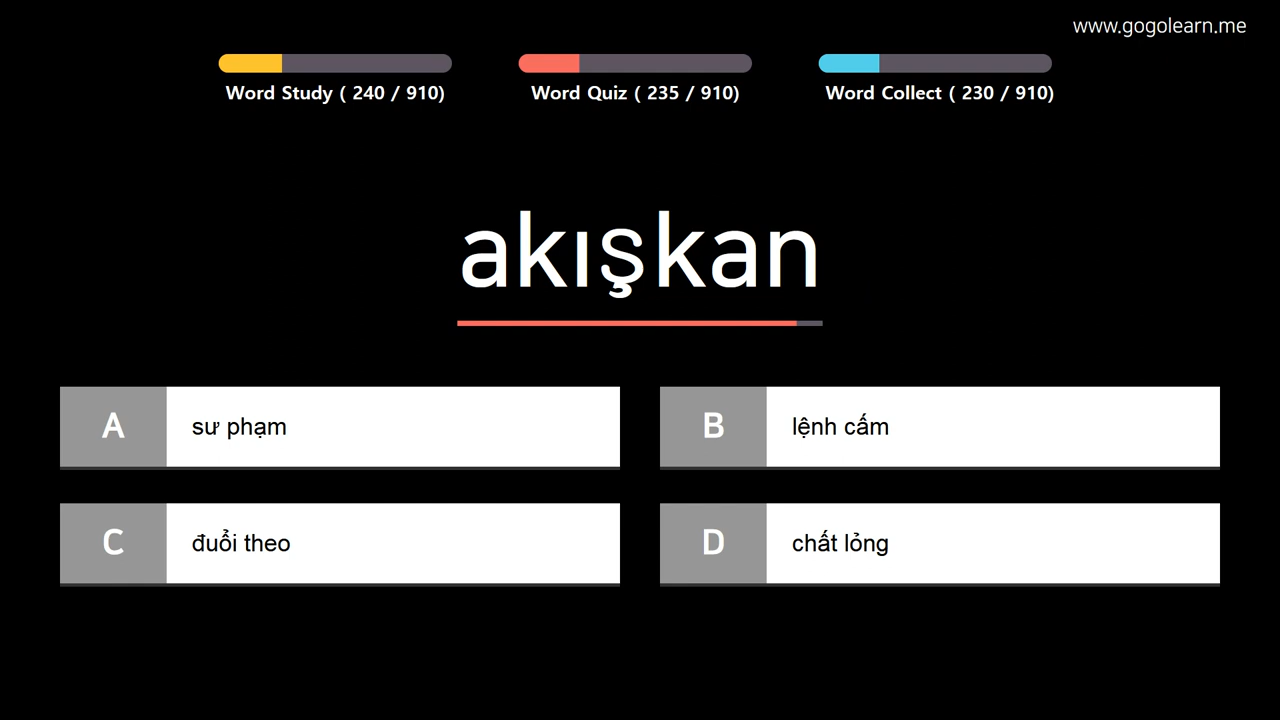 www.gogolearn.me
Word Study ( 240 / 910)
Word Quiz ( 235 / 910)
Word Collect ( 230 / 910)
akışkan
A
sư phạm
B
lệnh cấm
C
đuổi theo
D
chất lỏng